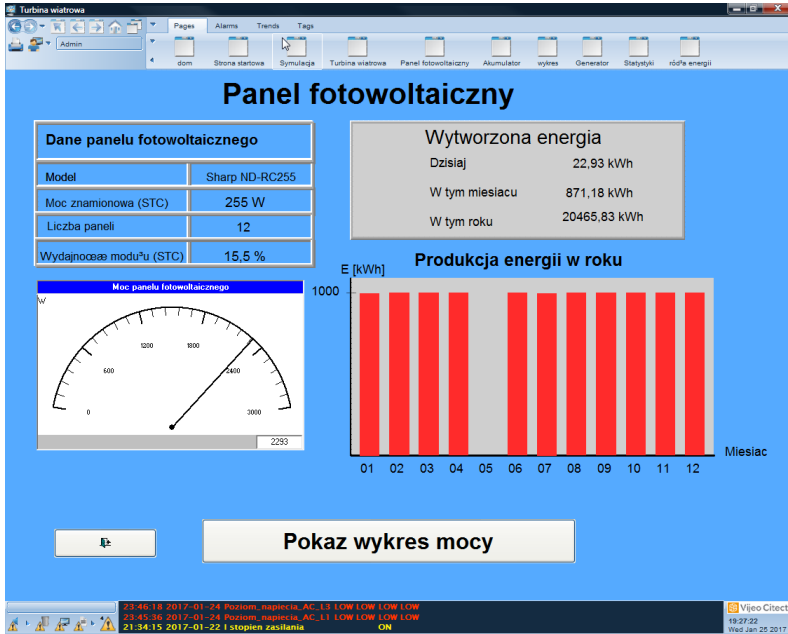 Turbina wiatrowa
Pages Alarms Trends Tags
Admin
dom Strona startowa Symulacja Turbina wiatrowa Panel fotowoltaiczny Akumulator wykres Generator Statystyki ród³a energii
Panel fotowoltaiczny
Dane panelu fotowoltaicznego
Model Sharp ND-RC255
Moc znamionowa (STC) 255 W
Liczba paneli 12
Wydajnoœæ modu³u (STC) 15,5 %
Wytworzona energia
Dzisiaj 22,93 kWh
W tym miesiacu 871,18 kWh
W tym roku 20465,83 kWh
Moc panelu fotowoltaicznego
W
0 600 1200 1800 2400 3000
2293
Produkcja energii w roku
E [kWh]
1000
Miesiac
01 02 03 04 05 06 07 08 09 10 11 12
Pokaz wykres mocy
23:46:18 2017-01-24 Poziom_napiecia_AC_L3 LOW LOW LOW LOW
23:45:36 2017-01-24 Poziom_napiecia_AC_L1 LOW LOW LOW LOW
21:34:15 2017-01-22 I stopien zasilania ON
Vijeo Citect
19:27:22
Wed Jan 25 2017